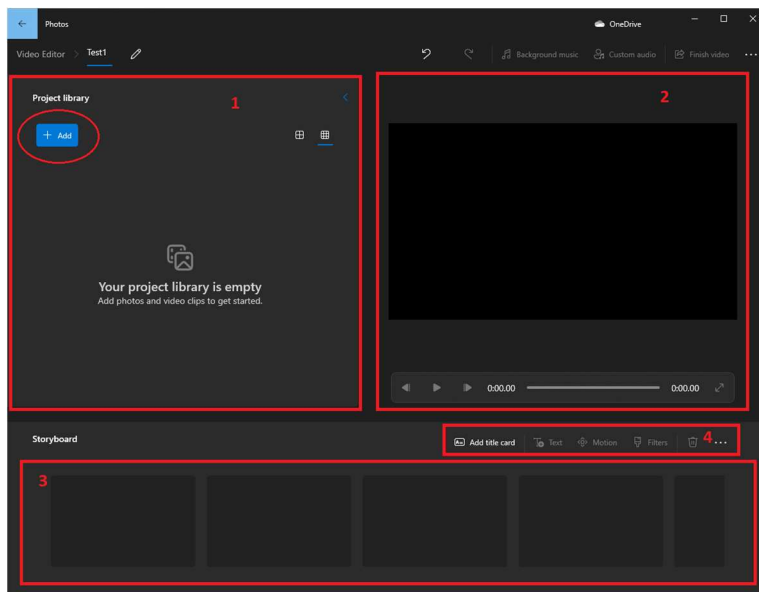 Photos
OneDrive
Video Editor > Test1
Background music
Custom audio
Finish video
Project library
1
2
+ Add
Your project library is empty
Add photos and video clips to get started.
0:00.00
0:00.00
Storyboard
Add title card
Text
Motion
Filters
4
3